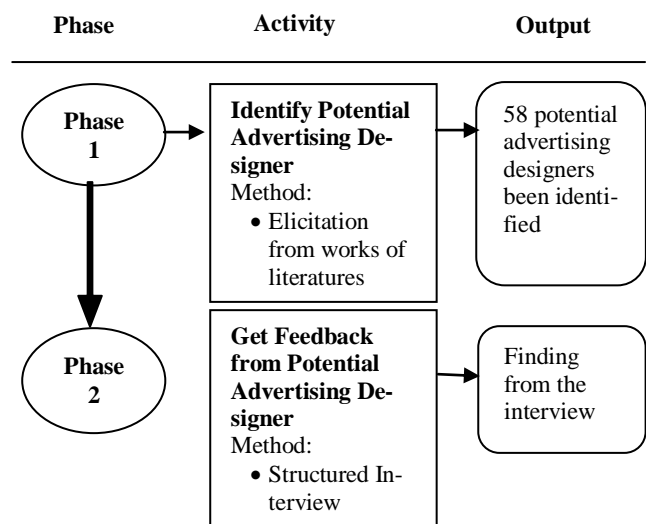 Phase Activity Output
Phase
1
Identify Potential
Advertising De-
signer
Method:
• Elicitation
from works of
literatures
58 potential
advertising
designers
been identi-
fied
Phase
2
Get Feedback
from Potential
Advertising De-
signer
Method:
• Structured In-
terview
Finding
from the
interview